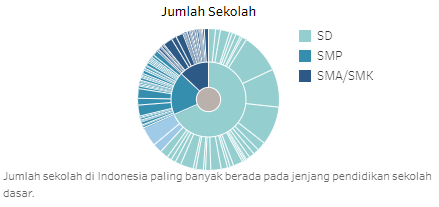 Jumlah Sekolah
SD
SMP
SMA/SMK
Jumlah sekolah di Indonesia paling banyak berada pada jenjang pendidikan sekolah
dasar.